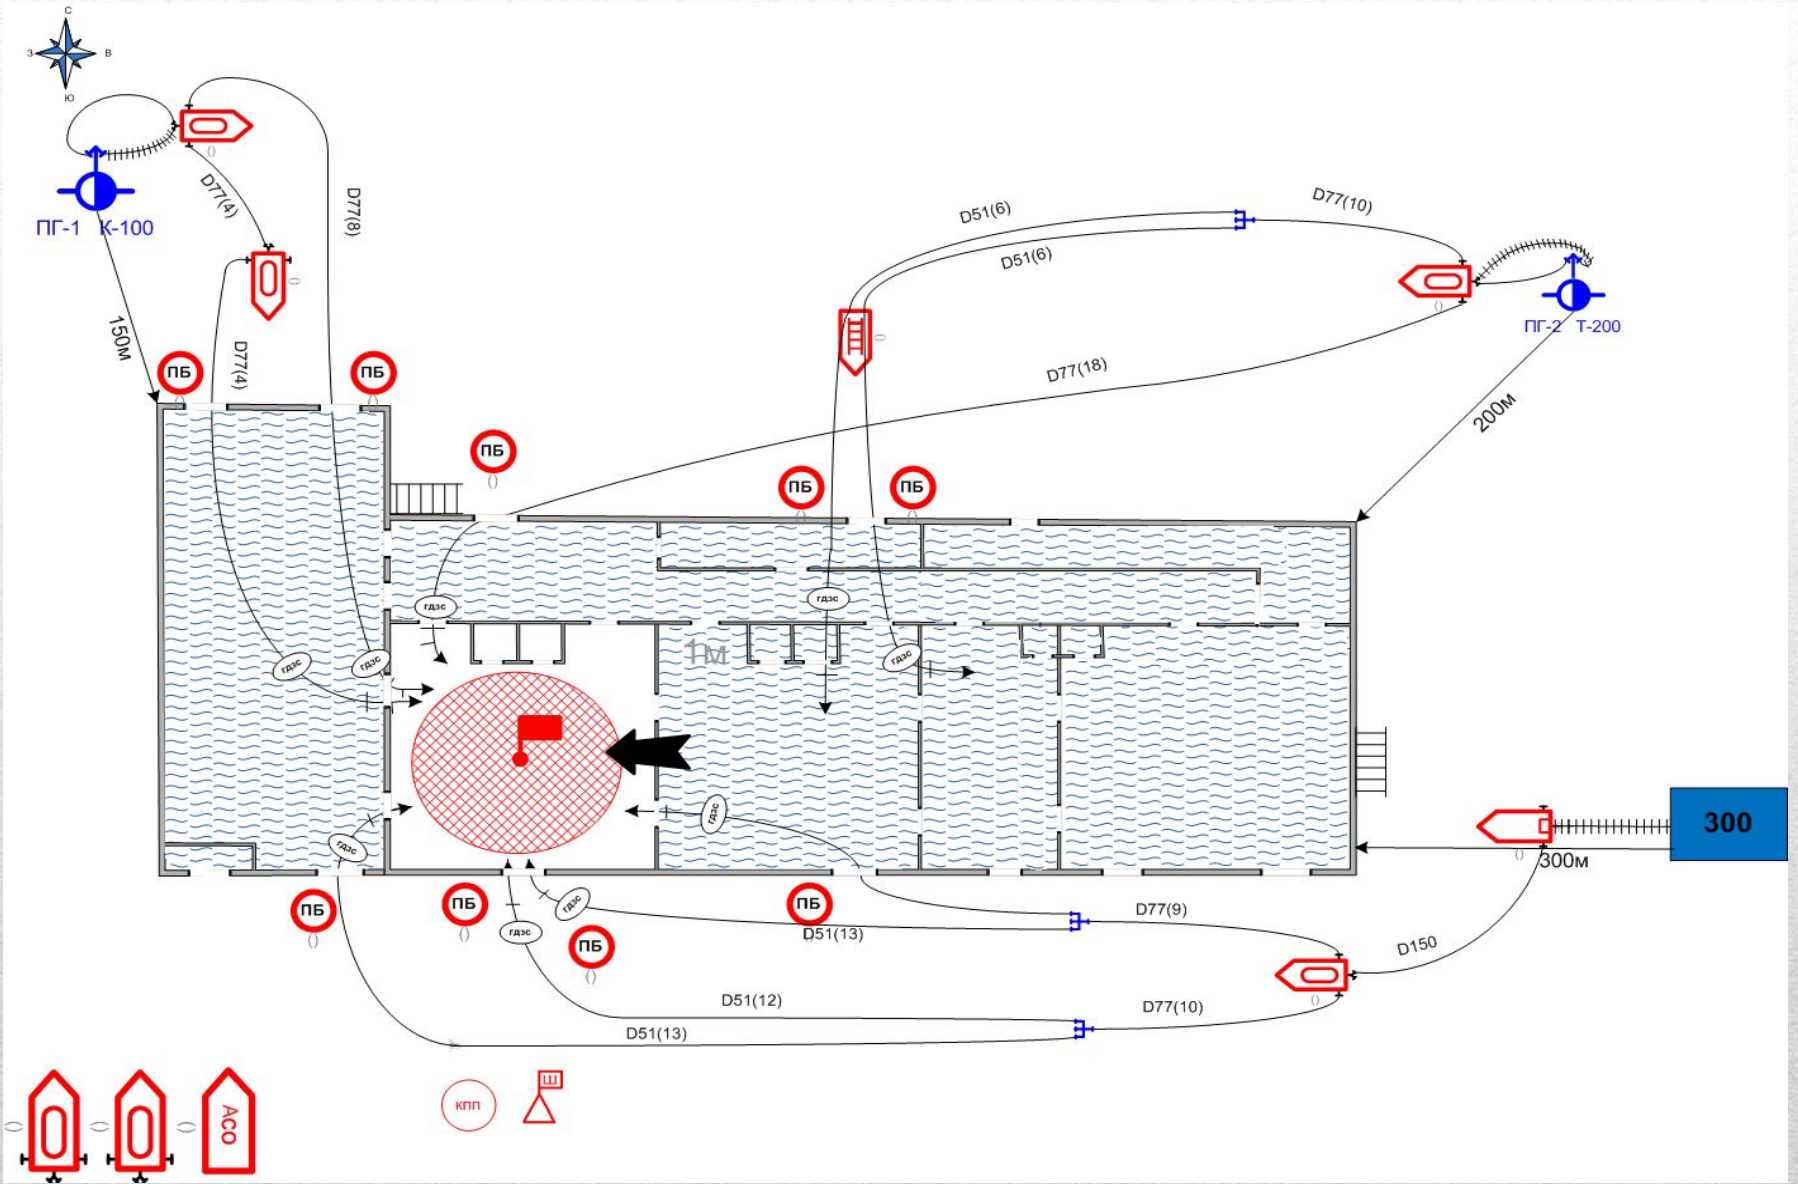 С
З
В
Ю
D77(4)
D77(8)
ПГ-1 К-100
150м
D77(4)
ПБ
ПБ
ПБ
D51(6)
D51(6)
D77(10)
ПГ-2 Т-200
D77(18)
200м
ПБ
ПБ
гдзс
гдзс
гдзс
гдзс
гдзс
1м
гдзс
гдзс
300
300м
ПБ
ПБ
ПБ
гдзс
гдзс
ПБ
D51(13)
D77(9)
D150
D51(12)
D77(10)
D51(13)
АСО
КПП
Ш